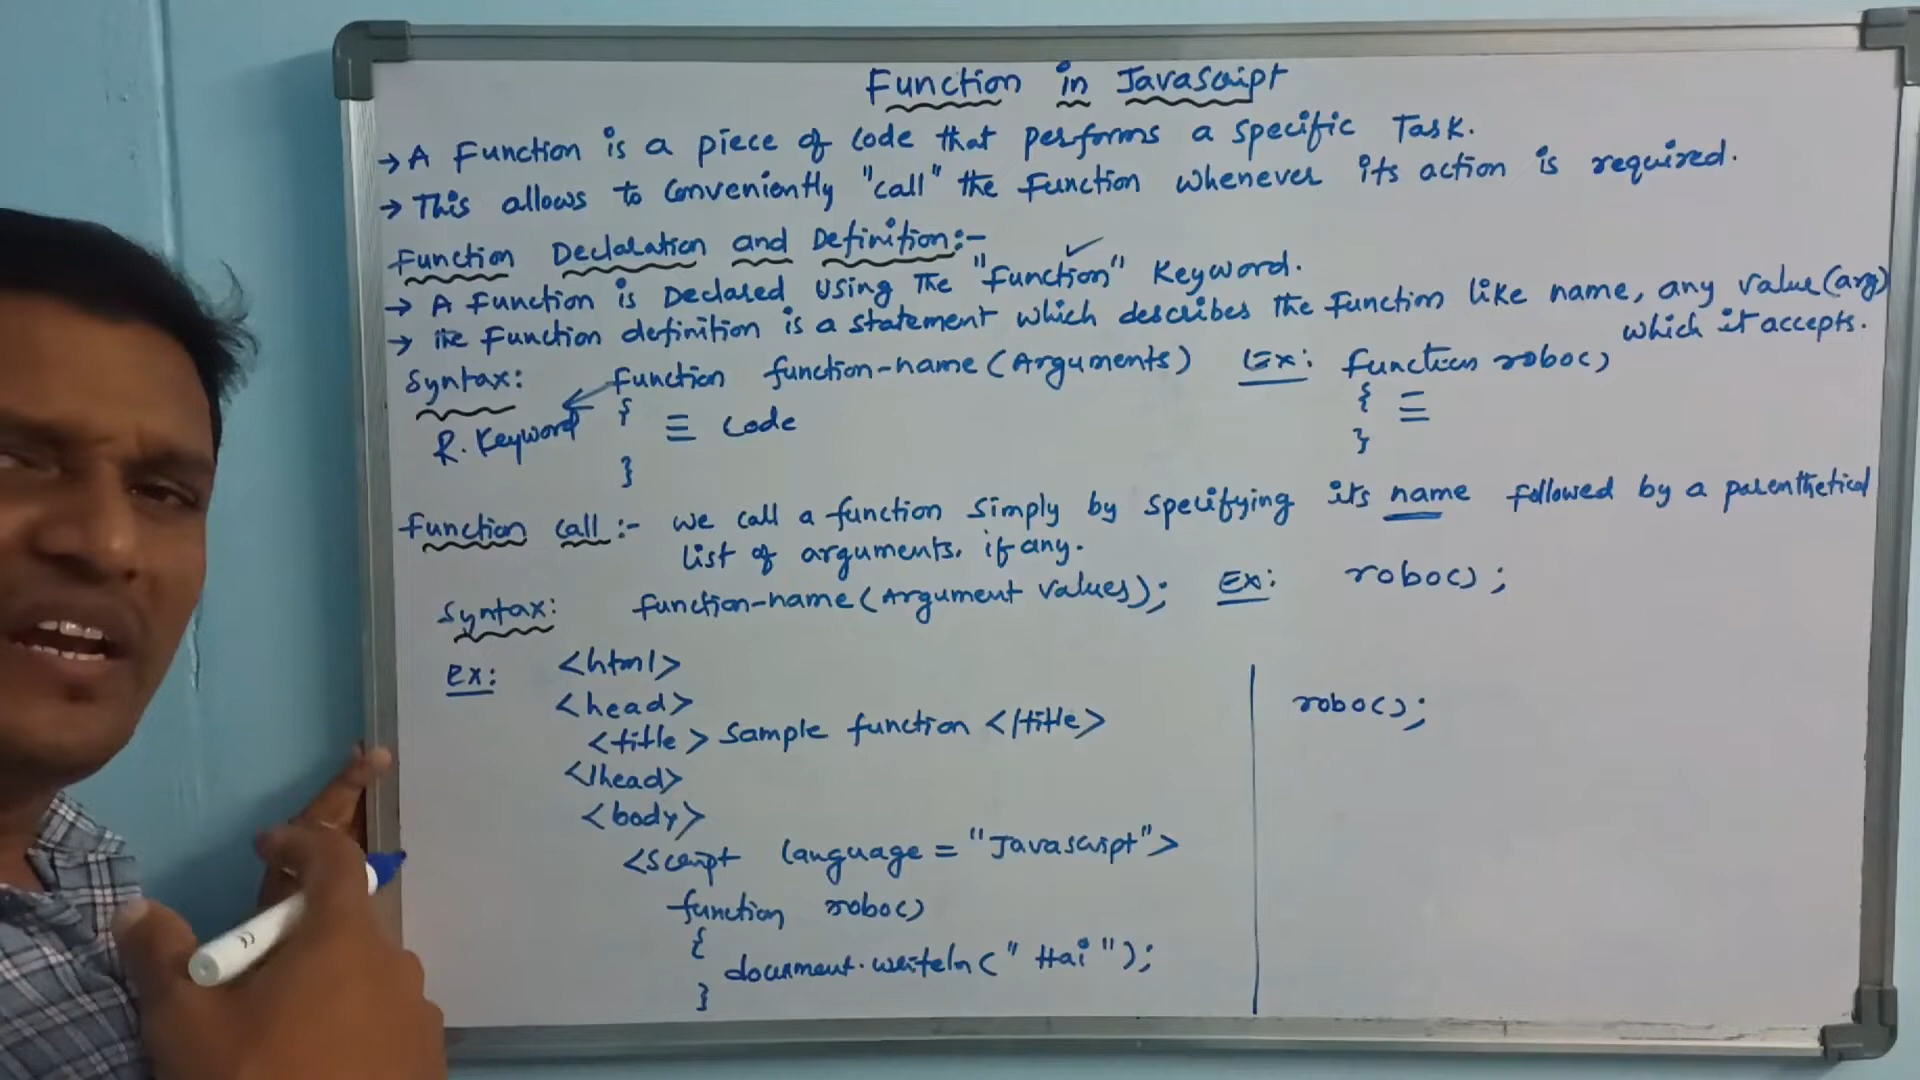 Function in Javascript
→ A Function is a piece of code that performs a specific Task.
→ This allows to conveniently "call" the function whenever its action is required.
Function Declaration and Definition:-
→ A function is Declared using the "function" Keyword.
→ The Function definition is a statement which describes the function like name, any value(arg)
which it accepts.
Syntax: function function-name (Arguments) Ex: function robo()
R. Keyword { code {
} }
Function call:- we call a function simply by specifying its name followed by a parenthetical
list of arguments. if any.
Syntax: function-name (Argument values); Ex: robo();
Ex: <html>
<head>
<title> Sample function </title>
</head>
<body>
<script language = "Javascript">
function robo()
{
document.writeln(" Hai ");
}
robo();